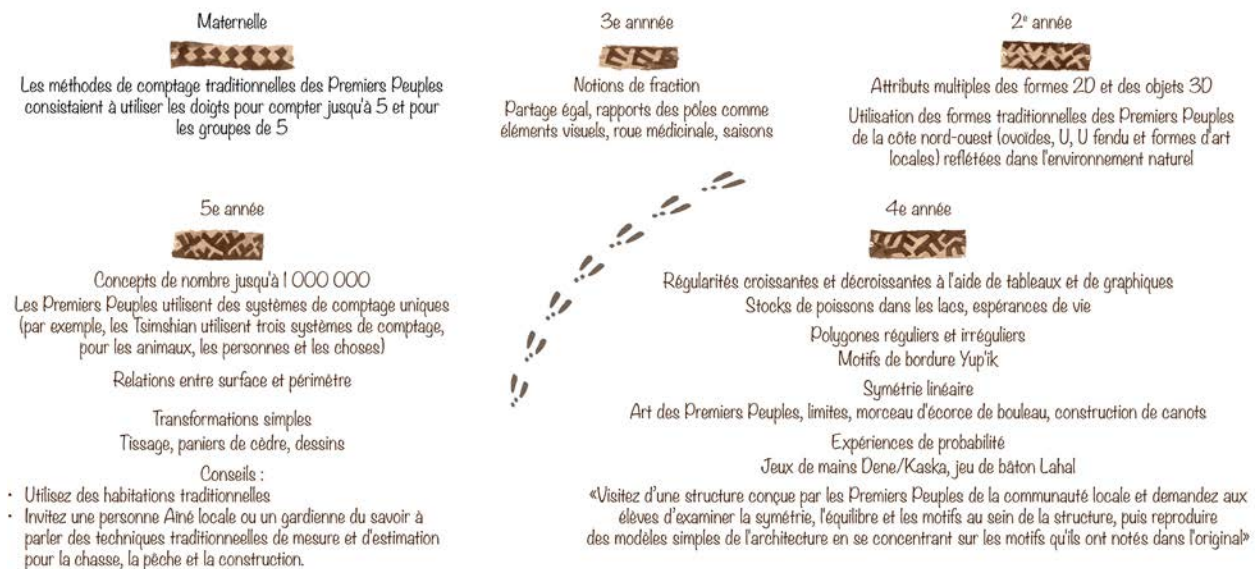 Maternelle
Les méthodes de comptage traditionnelles des Premiers Peuples
consistaient à utiliser les doigts pour compter jusqu'à 5 et pour
les groupes de 5
3e annnée
Notions de fraction
Partage égal, rapports des pôles comme
éléments visuels, roue médicinale, saisons
2e année
Attributs multiples des formes 2D et des objets 3D
Utilisation des formes traditionnelles des Premiers Peuples
de la côte nord-ouest (ovoïdes, U, U fendu et formes d'art
locales) reflétées dans l'environnement naturel
5e année
Concepts de nombre jusqu'à 1 000 000
Les Premiers Peuples utilisent des systèmes de comptage uniques
(par exemple, les Tsimshian utilisent trois systèmes de comptage,
pour les animaux, les personnes et les choses)
Relations entre surface et périmètre
Transformations simples
Tissage, paniers de cèdre, dessins
Conseils :
• Utilisez des habitations traditionnelles
• Invitez une personne Aîné locale ou un gardienne du savoir à
parler des techniques traditionneelles de mesure et d'estimation
pour la chasse, la pêche et la construction.
4e année
Régularités croissantes et décroissantes à l'aide de tableaux et de graphiques
Stocks de poissons dans les lacs, espérances de vie
Polygones réguliers et irréguliers
Motifs de bordure Yup'ik
Symétrie linéaire
Art des Premiers Peuples, limites, morceau d'écorce de bouleau, construction de canots
Expériences de probabilité
Jeux de mains Dene/Kaska, jeu de bâton Lahal
«Visitez d'une structure conçue par les Premiers Peuples de la communauté locale et demandez aux
élèves d'examiner la symétrie, l'équilibre et les motifs au sein de la structure, puis reproduire
des modèles simples de l'architecture en se concentrant sur les motifs qu'ils ont notés dans l'original»